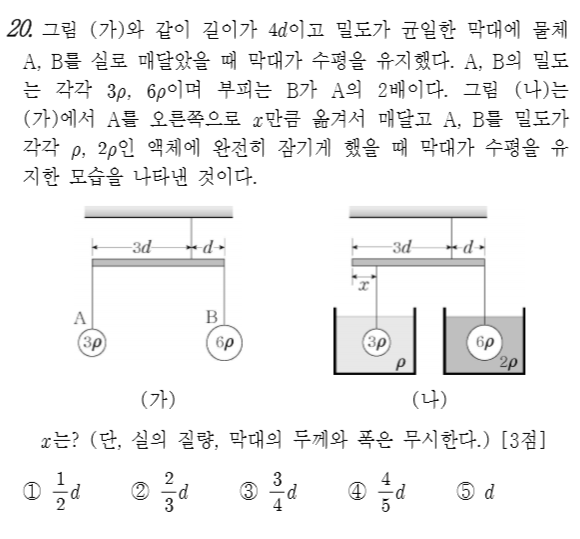 20. 그림 (가)와 같이 길이가 4d이고 밀도가 균일한 막대에 물체
A, B를 실로 매달았을 때 막대가 수평을 유지했다. A, B의 밀도
는 각각 3ρ, 6ρ이며 부피는 B가 A의 2배이다. 그림 (나)는
(가)에서 A를 오른쪽으로 x만큼 옮겨서 매달고 A, B를 밀도가
각각 ρ, 2ρ인 액체에 완전히 잠기게 했을 때 막대가 수평을 유
지한 모습을 나타낸 것이다.
3d d
A B
3ρ 6ρ
(가)
3d d
x
3ρ ρ 6ρ 2ρ
(나)
x는? (단, 실의 질량, 막대의 두께와 폭은 무시한다.) [3점]
① 1/2 d ② 2/3 d ③ 3/4 d ④ 4/5 d ⑤ d